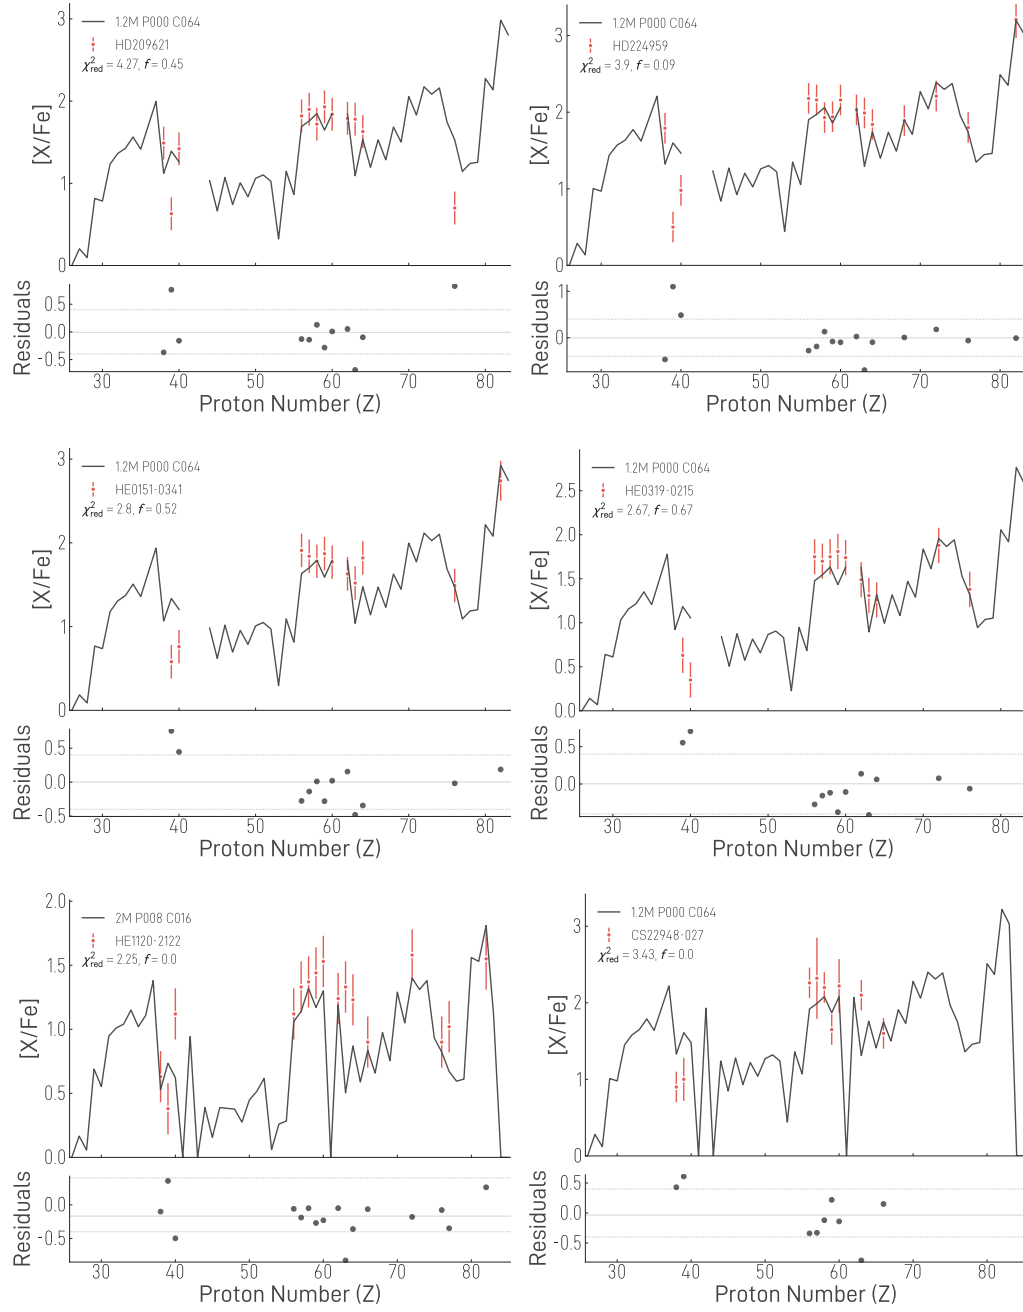 3
2
1
0
[X/Fe]
1.2M P000 C064
HD209621
χ²red = 4.27, f = 0.45
0.5
0.0
-0.5
Residuals
30 40 50 60 70 80
Proton Number (Z)
3
2
1
0
[X/Fe]
1.2M P000 C064
HD224959
χ²red = 3.9, f = 0.09
1
0
Residuals
30 40 50 60 70 80
Proton Number (Z)
3
2
1
0
[X/Fe]
1.2M P000 C064
HE0151-0341
χ²red = 2.8, f = 0.52
0.5
0.0
-0.5
Residuals
30 40 50 60 70 80
Proton Number (Z)
2.5
2.0
1.5
1.0
0.5
0.0
[X/Fe]
1.2M P000 C064
HE0319-0215
χ²red = 2.67, f = 0.67
0.5
0.0
Residuals
30 40 50 60 70 80
Proton Number (Z)
2.0
1.5
1.0
0.5
0.0
[X/Fe]
2M P008 C016
HE1120-2122
χ²red = 2.25, f = 0.0
0.0
-0.5
Residuals
30 40 50 60 70 80
Proton Number (Z)
3
2
1
0
[X/Fe]
1.2M P000 C064
CS22948-027
χ²red = 3.43, f = 0.0
0.5
0.0
-0.5
Residuals
30 40 50 60 70 80
Proton Number (Z)